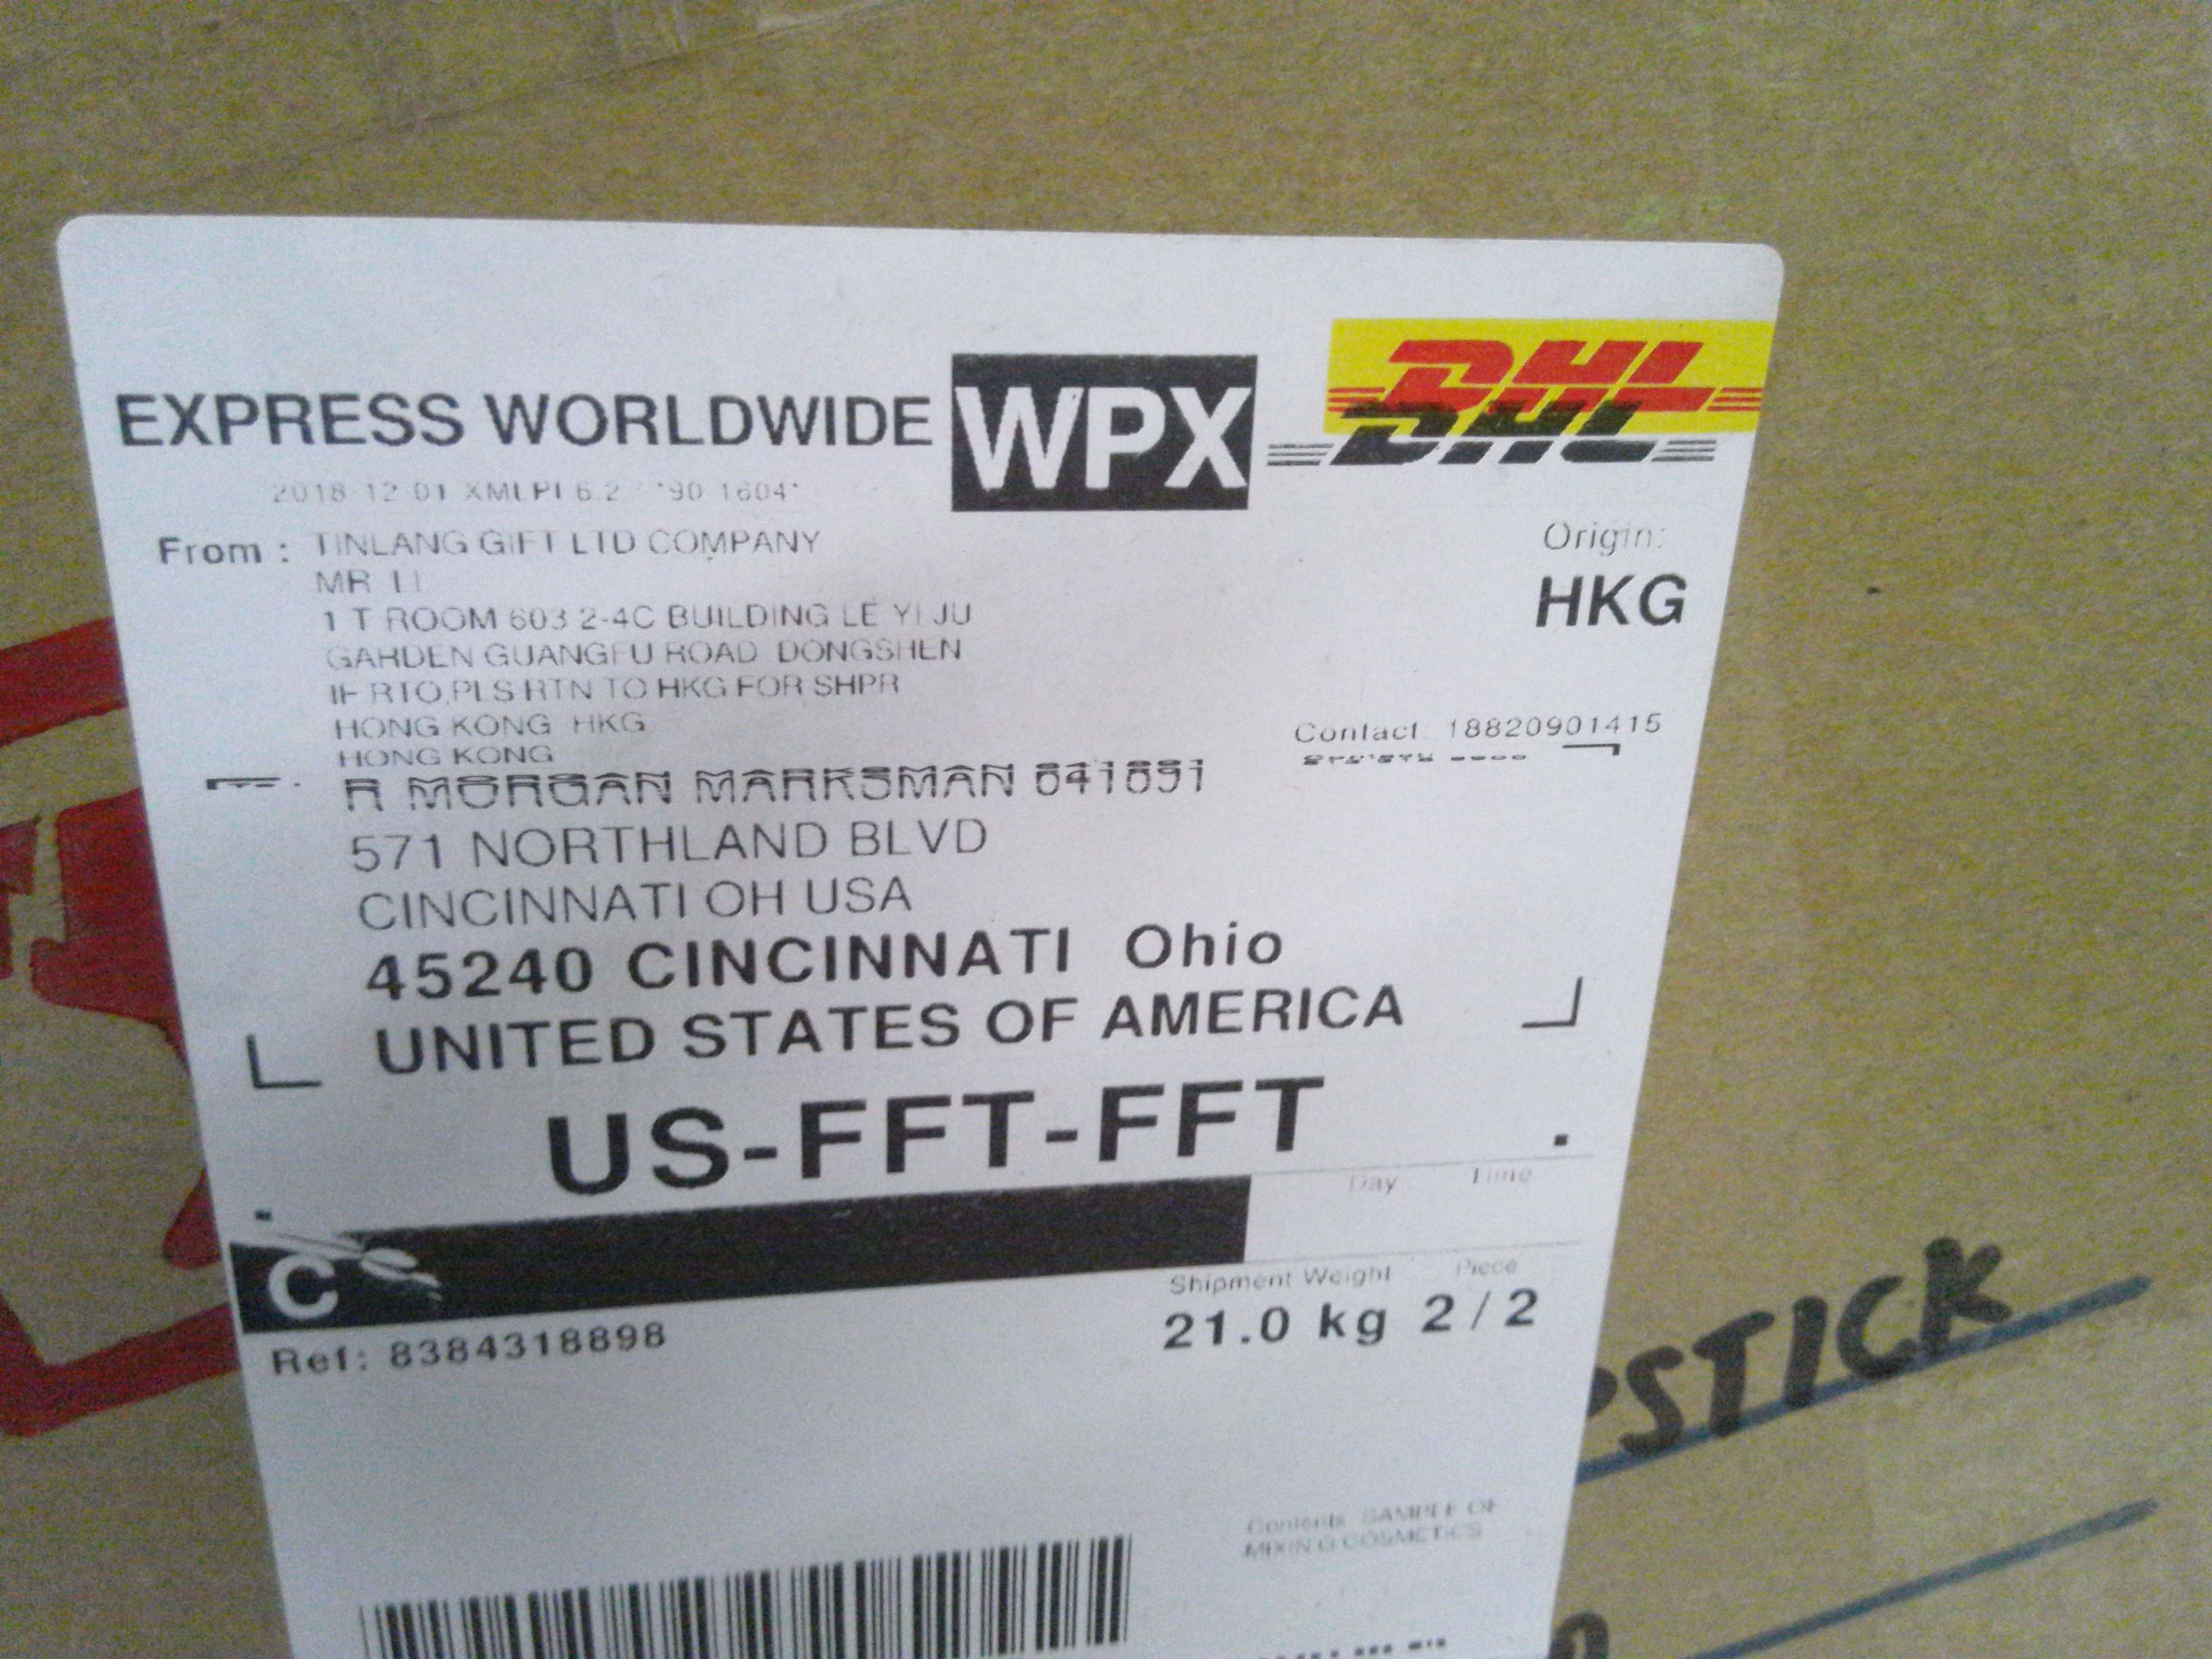 EXPRESS WORLDWIDE WPX DHL
2018-12-01 XMLPI 6.2
From : TINLANG GIFT LTD COMPANY
MR LI
1 T ROOM 603 2-4C BUILDING LE YI JU
GARDEN GUANGFU ROAD DONGSHEN
IF RTO,PLS RTN TO HKG FOR SHPR
HONG KONG HKG
HONG KONG
Origin:
HKG
Contact: 18820901415
MORGAN MARKSMAN
571 NORTHLAND BLVD
CINCINNATI OH USA
45240 CINCINNATI Ohio
UNITED STATES OF AMERICA
US-FFT-FFT
Day Time
C
Ref: 8384318898
Shipment Weight Piece
21.0 kg 2/2
Contents: SAMPLE OF
MIXING COSMETICS
PSTICK